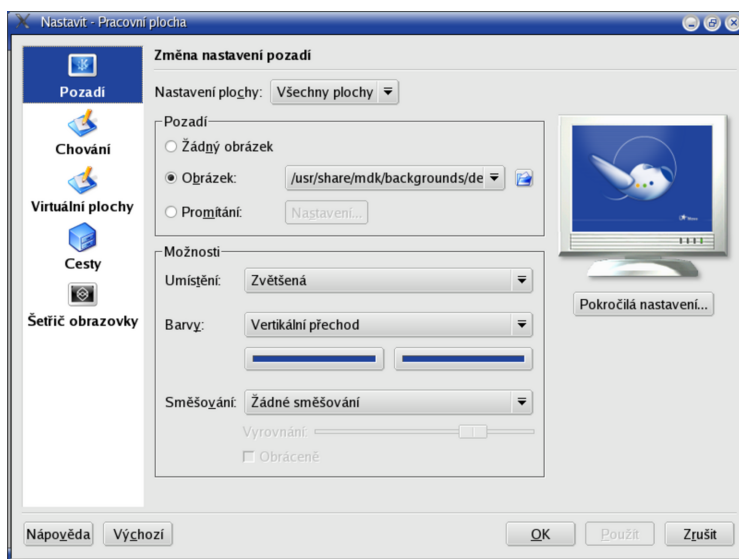 Nastavit - Pracovní plocha
Pozadí
Chování
Virtuální plochy
Cesty
Šetřič obrazovky
Změna nastavení pozadí
Nastavení plochy: Všechny plochy
Pozadí
Žádný obrázek
Obrázek: /usr/share/mdk/backgrounds/de
Promítání: Nastavení...
Možnosti
Umístění: Zvětšená
Barvy: Vertikální přechod
Směšování: Žádné směšování
Vyrovnání:
Obráceně
Pokročilá nastavení...
Nápověda Výchozí OK Použít Zrušit